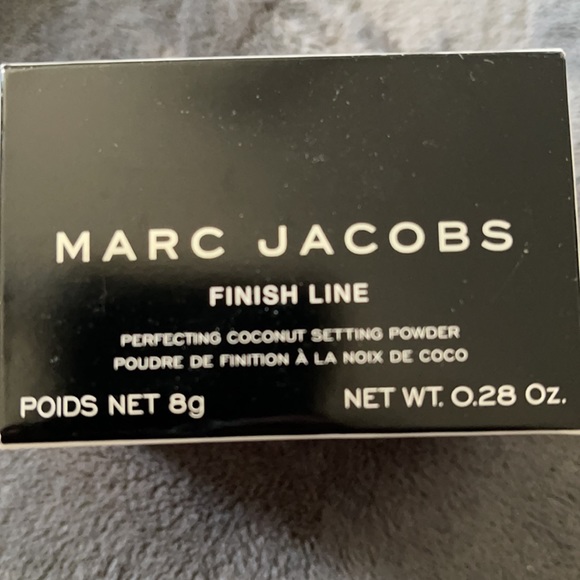 MARC JACOBS
FINISH LINE
PERFECTING COCONUT SETTING POWDER
POUDRE DE FINITION À LA NOIX DE COCO
POIDS NET 8g NET WT. 0.28 Oz.